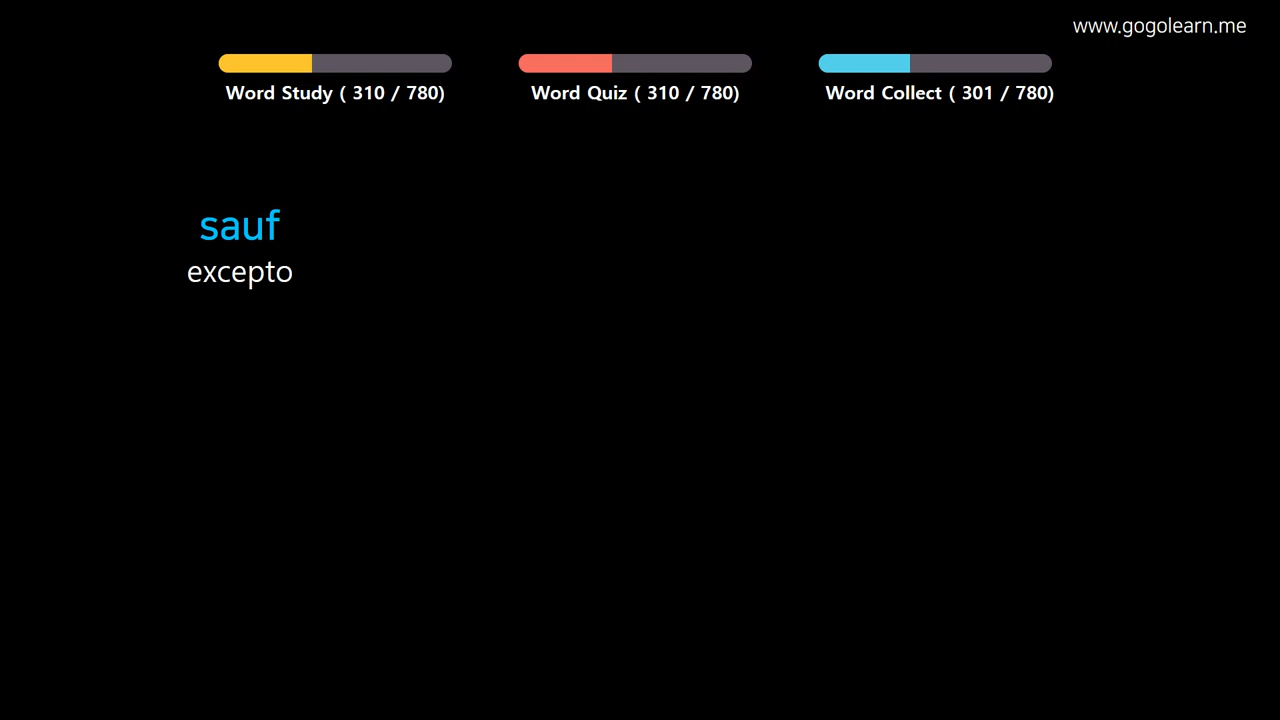 www.gogolearn.me
Word Study ( 310 / 780)
Word Quiz ( 310 / 780)
Word Collect ( 301 / 780)
sauf
excepto